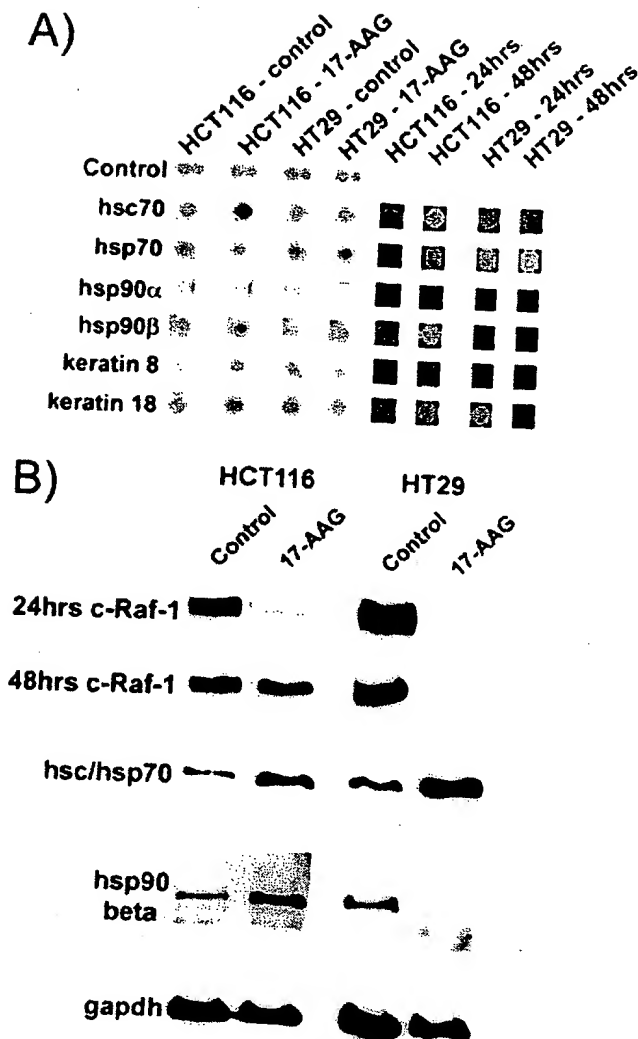 A)
HCT116 - control
HCT116 - 17-AAG
HT29 - control
HT29 - 17-AAG
HCT116 - 24hrs
HCT116 - 48hrs
HT29 - 24hrs
HT29 - 48hrs
Control
hsc70
hsp70
hsp90α
hsp90β
keratin 8
keratin 18
B)
HCT116
HT29
Control
17-AAG
Control
17-AAG
24hrs c-Raf-1
48hrs c-Raf-1
hsc/hsp70
hsp90
beta
gapdh